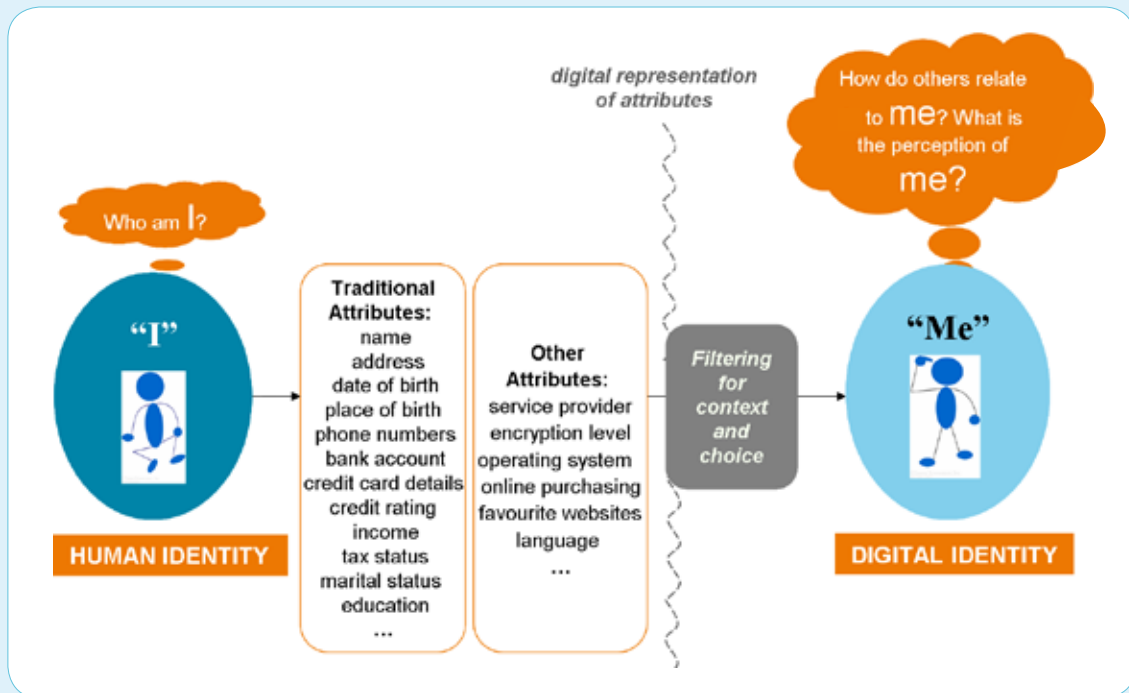 digital representation
of attributes
How do others relate
to me? What is
the perception of
me?
Who am I?
“I”
HUMAN IDENTITY
Traditional
Attributes:
name
address
date of birth
place of birth
phone numbers
bank account
credit card details
credit rating
income
tax status
marital status
education
...
Other
Attributes:
service provider
encryption level
operating system
online purchasing
favourite websites
language
...
Filtering
for
context
and
choice
“Me”
DIGITAL IDENTITY